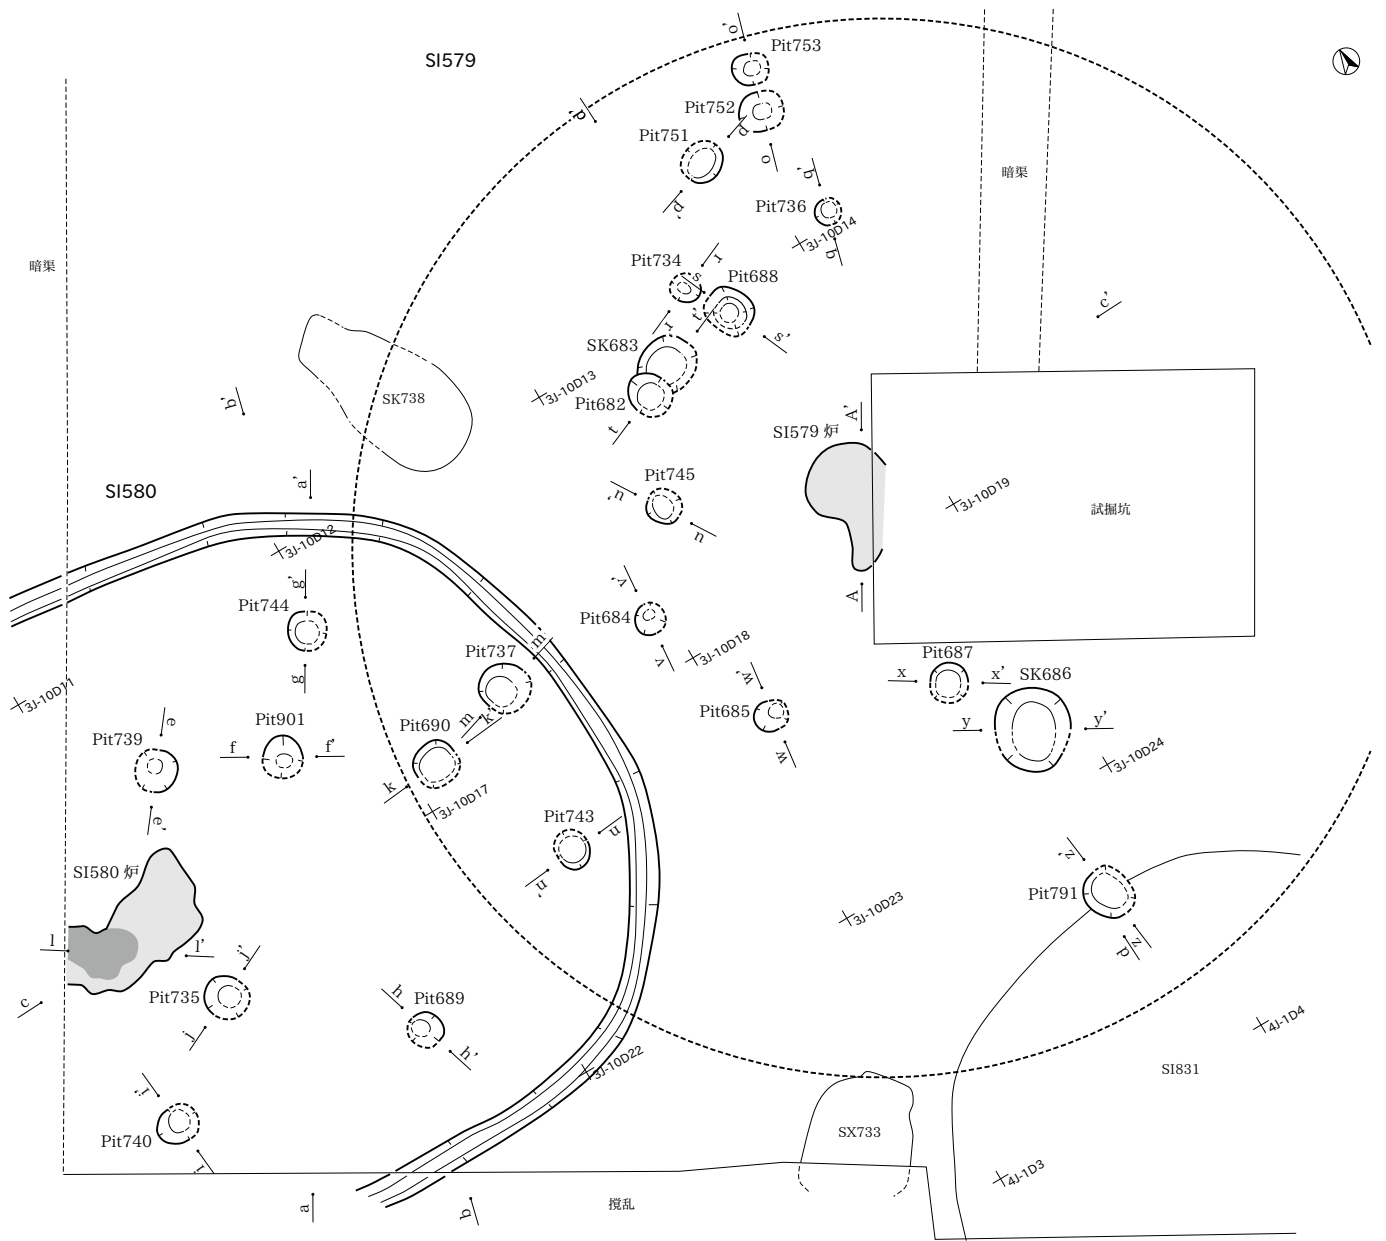 SI579
o’
Pit753
d’
Pit752
Pit751
d
o
b’
暗渠
p’
Pit736
3J-10D14
b
暗渠
Pit734
r
s
Pit688
c’
r’
t’
s’
SK683
3J-10D13
Pit682
SK738
b’
t
SI579 炉
A’
Pit745
a’
SI580
n’
3J-10D19
試掘坑
n
3J-10D12
g’
v’
A
Pit744
Pit684
m’
3J-10D18
Pit737
v
Pit687
w’
x
x’
SK686
g
3J-10D11
k’
m
Pit690
Pit685
y
y’
e
Pit901
Pit739
f
f’
w
3J-10D24
k
3J-10D17
Pit743
u
e’
z’
SI580 炉
u’
Pit791
3J-10D23
l
l’
j’
z
d
Pit735
h
Pit689
c
j
h’
4J-1D4
3J-10D22
SI831
i’
Pit740
SX733
i
4J-1D3
a
b
撹乱